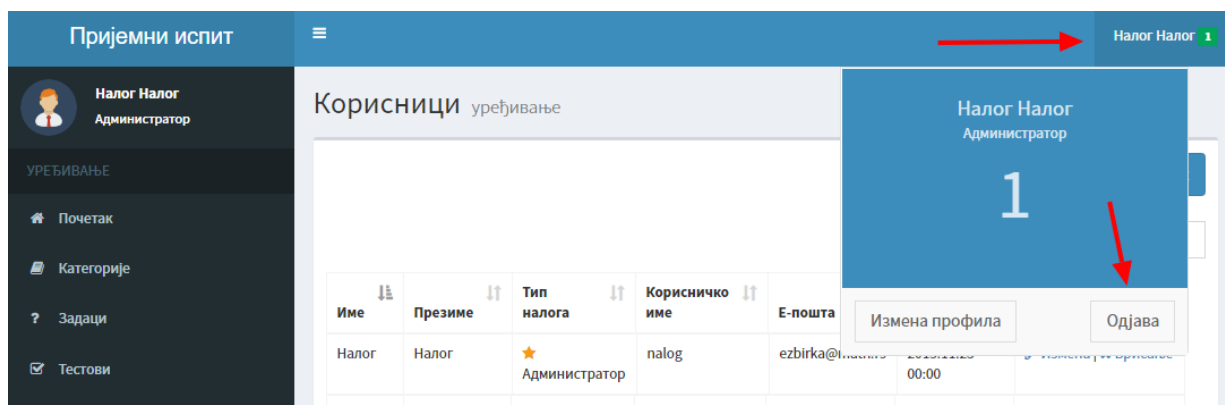 Пријемни испит
Налог Налог 1
Налог Налог
Администратор
УРЕЂИВАЊЕ
Почетак
Категорије
? Задаци
Тестови
Корисници уређивање
Налог Налог
Администратор
1
Измена профила
Одјава
Име
Презиме
Тип налога
Корисничко име
Е-пошта
Налог
Налог
Администратор
nalog
00:00